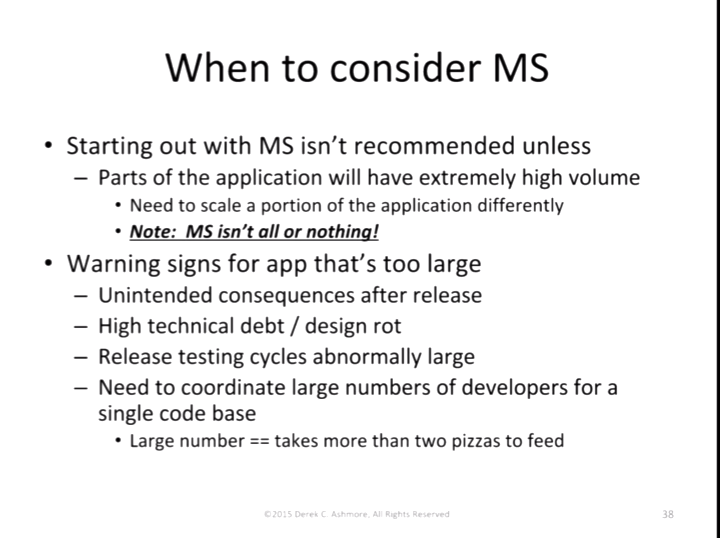 When to consider MS
• Starting out with MS isn't recommended unless
– Parts of the application will have extremely high volume
• Need to scale a portion of the application differently
• Note:  MS isn't all or nothing!
• Warning signs for app that's too large
– Unintended consequences after release
– High technical debt / design rot
– Release testing cycles abnormally large
– Need to coordinate large numbers of developers for a
single code base
• Large number == takes more than two pizzas to feed
©2015 Derek C. Ashmore, All Rights Reserved
38